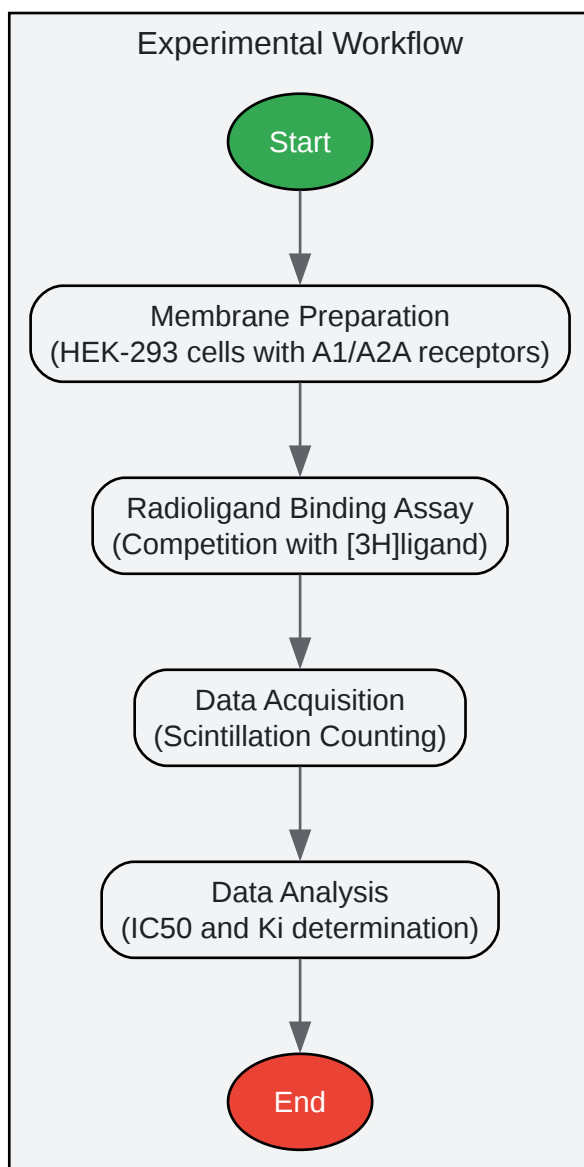 Experimental Workflow
Start
Membrane Preparation
(HEK-293 cells with A1/A2A receptors)
Radioligand Binding Assay
(Competition with [3H]ligand)
Data Acquisition
(Scintillation Counting)
Data Analysis
(IC50 and Ki determination)
End